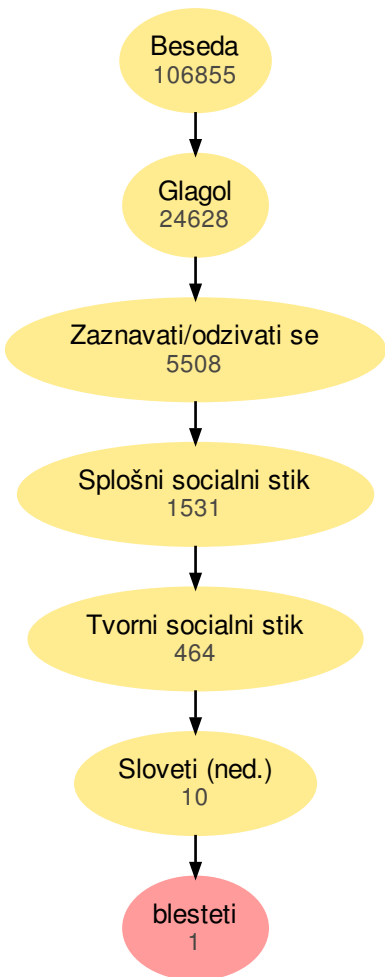 Beseda
106855
Glagol
24628
Zaznavati/odzivati se
5508
Splošni socialni stik
1531
Tvorni socialni stik
464
Sloveti (ned.)
10
blesteti
1